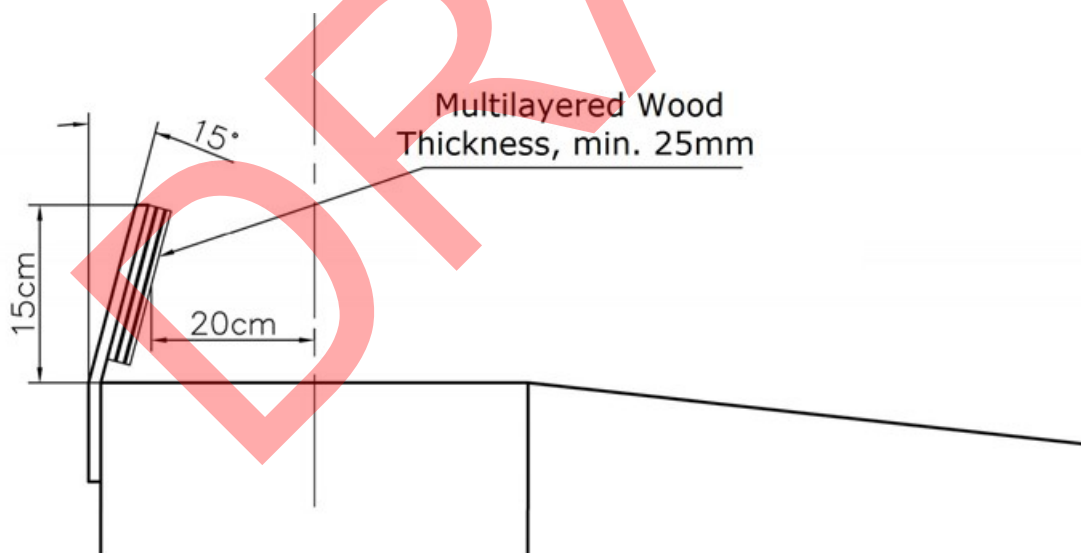 DRA
Multilayered Wood
Thickness, min. 25mm
15°
15cm
20cm